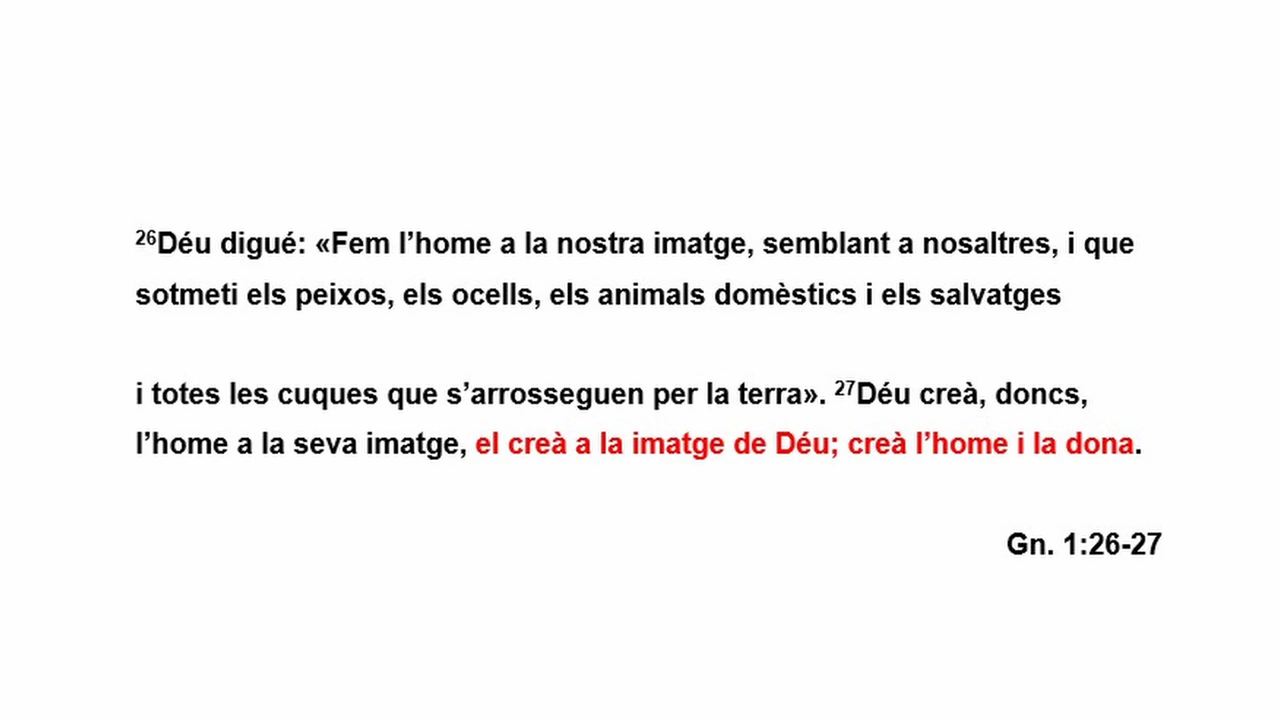 ²⁶Déu digué: «Fem l’home a la nostra imatge, semblant a nosaltres, i que
sotmeti els peixos, els ocells, els animals domèstics i els salvatges
i totes les cuques que s’arrosseguen per la terra». ²⁷Déu creà, doncs,
l’home a la seva imatge, el creà a la imatge de Déu; creà l’home i la dona.
Gn. 1:26-27